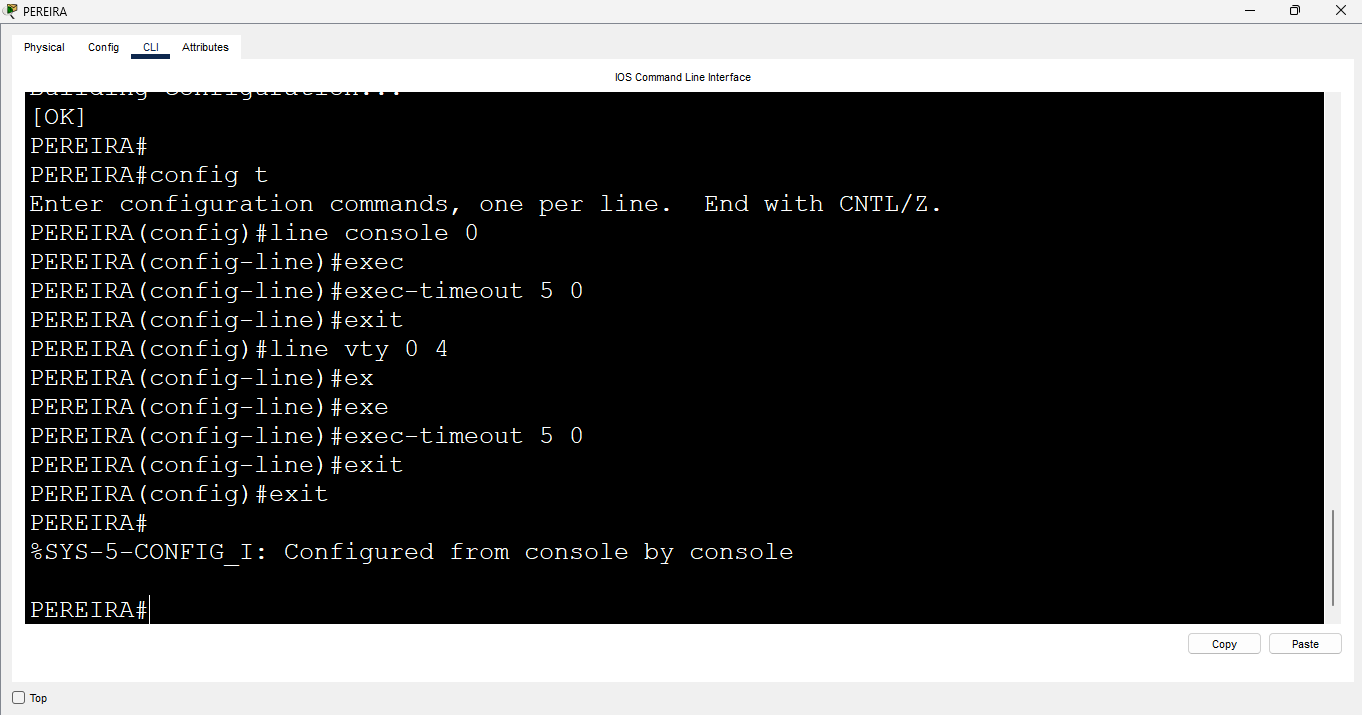 PEREIRA
Physical Config CLI Attributes
IOS Command Line Interface
Building configuration...
[OK]
PEREIRA#
PEREIRA#config t
Enter configuration commands, one per line.  End with CNTL/Z.
PEREIRA(config)#line console 0
PEREIRA(config-line)#exec
PEREIRA(config-line)#exec-timeout 5 0
PEREIRA(config-line)#exit
PEREIRA(config)#line vty 0 4
PEREIRA(config-line)#ex
PEREIRA(config-line)#exe
PEREIRA(config-line)#exec-timeout 5 0
PEREIRA(config-line)#exit
PEREIRA(config)#exit
PEREIRA#
%SYS-5-CONFIG_I: Configured from console by console
PEREIRA#
Copy Paste
Top